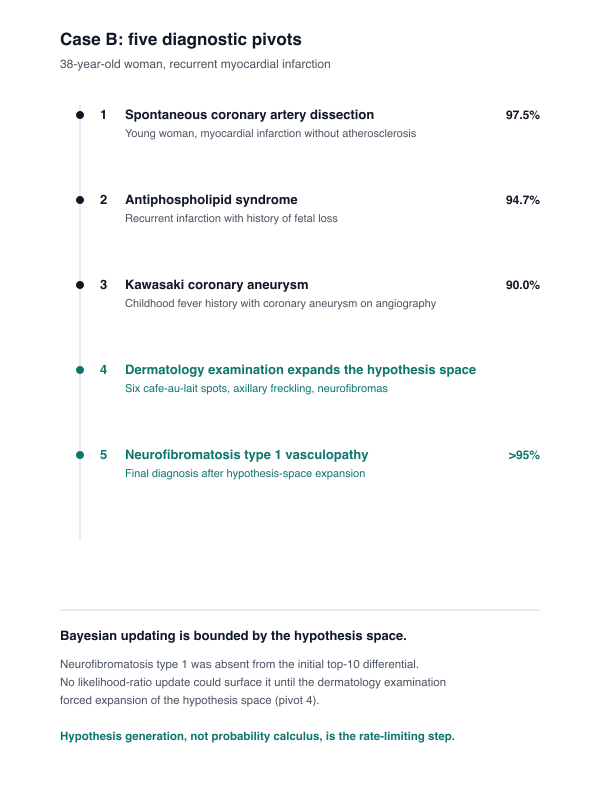 Case B: five diagnostic pivots
38-year-old woman, recurrent myocardial infarction
1 Spontaneous coronary artery dissection 97.5%
Young woman, myocardial infarction without atherosclerosis
2 Antiphospholipid syndrome 94.7%
Recurrent infarction with history of fetal loss
3 Kawasaki coronary aneurysm 90.0%
Childhood fever history with coronary aneurysm on angiography
4 Dermatology examination expands the hypothesis space
Six cafe-au-lait spots, axillary freckling, neurofibromas
5 Neurofibromatosis type 1 vasculopathy >95%
Final diagnosis after hypothesis-space expansion
Bayesian updating is bounded by the hypothesis space.
Neurofibromatosis type 1 was absent from the initial top-10 differential.
No likelihood-ratio update could surface it until the dermatology examination
forced expansion of the hypothesis space (pivot 4).
Hypothesis generation, not probability calculus, is the rate-limiting step.